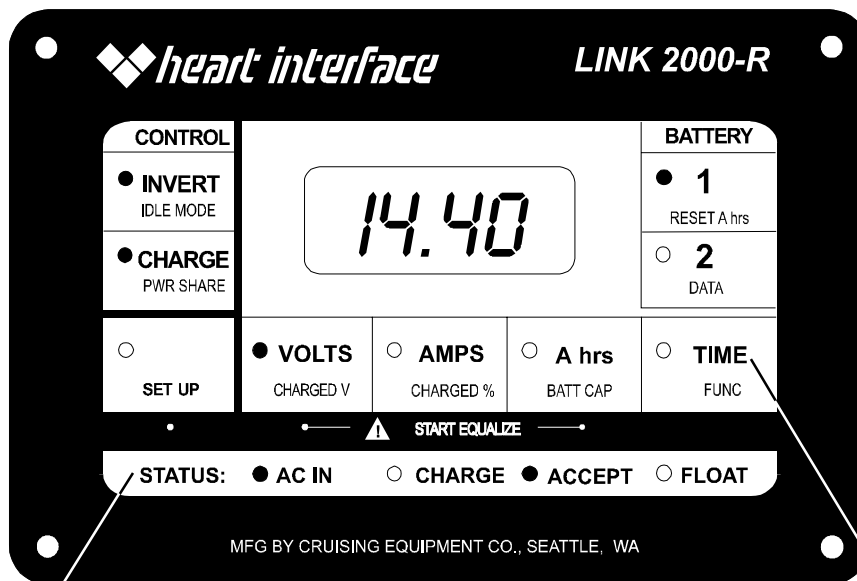 heart interface LINK 2000-R
CONTROL
INVERT
IDLE MODE
CHARGE
PWR SHARE
14.40
BATTERY
1
RESET A hrs
2
DATA
SET UP
VOLTS
CHARGED V
AMPS
CHARGED %
A hrs
BATT CAP
TIME
FUNC
! START EQUALIZE
STATUS: AC IN CHARGE ACCEPT FLOAT
MFG BY CRUISING EQUIPMENT CO., SEATTLE, WA